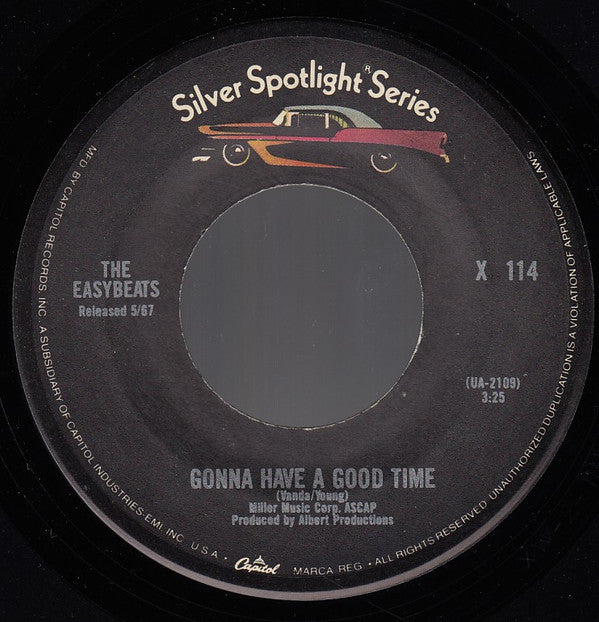 Silver Spotlight® Series
THE
EASYBEATS
Released 5/67
X 114
(UA-2109)
3:25
GONNA HAVE A GOOD TIME
(Vanda/Young)
Miller Music Corp. ASCAP
Produced by Albert Productions
MFD BY CAPITOL RECORDS, INC. A SUBSIDIARY OF CAPITOL INDUSTRIES-EMI, INC. U.S.A. • Capitol MARCA REG. • ALL RIGHTS RESERVED. UNAUTHORIZED DUPLICATION IS A VIOLATION OF APPLICABLE LAWS